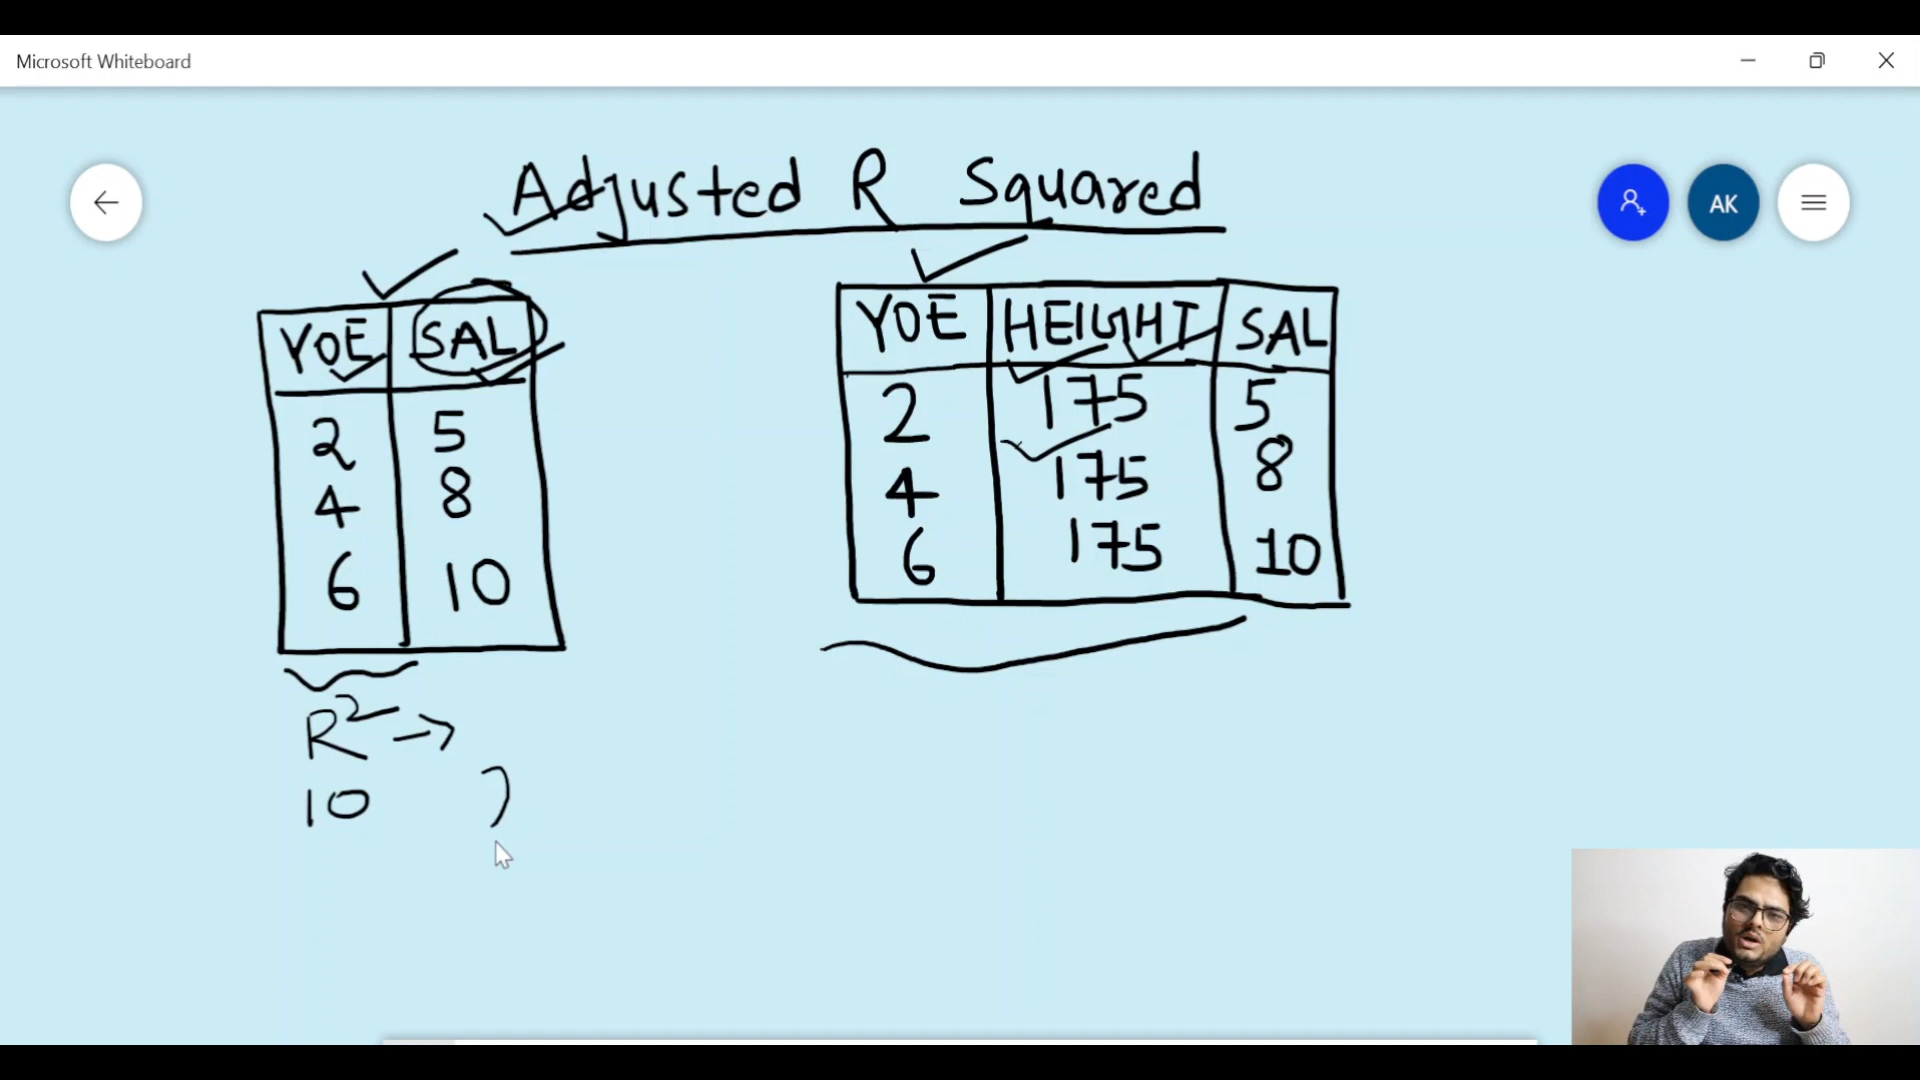 Microsoft Whiteboard
Adjusted R Squared
AK
YOE SAL
2 5
4 8
6 10
YOE HEIGHT SAL
2 175 5
4 175 8
6 175 10
R² →
10 )